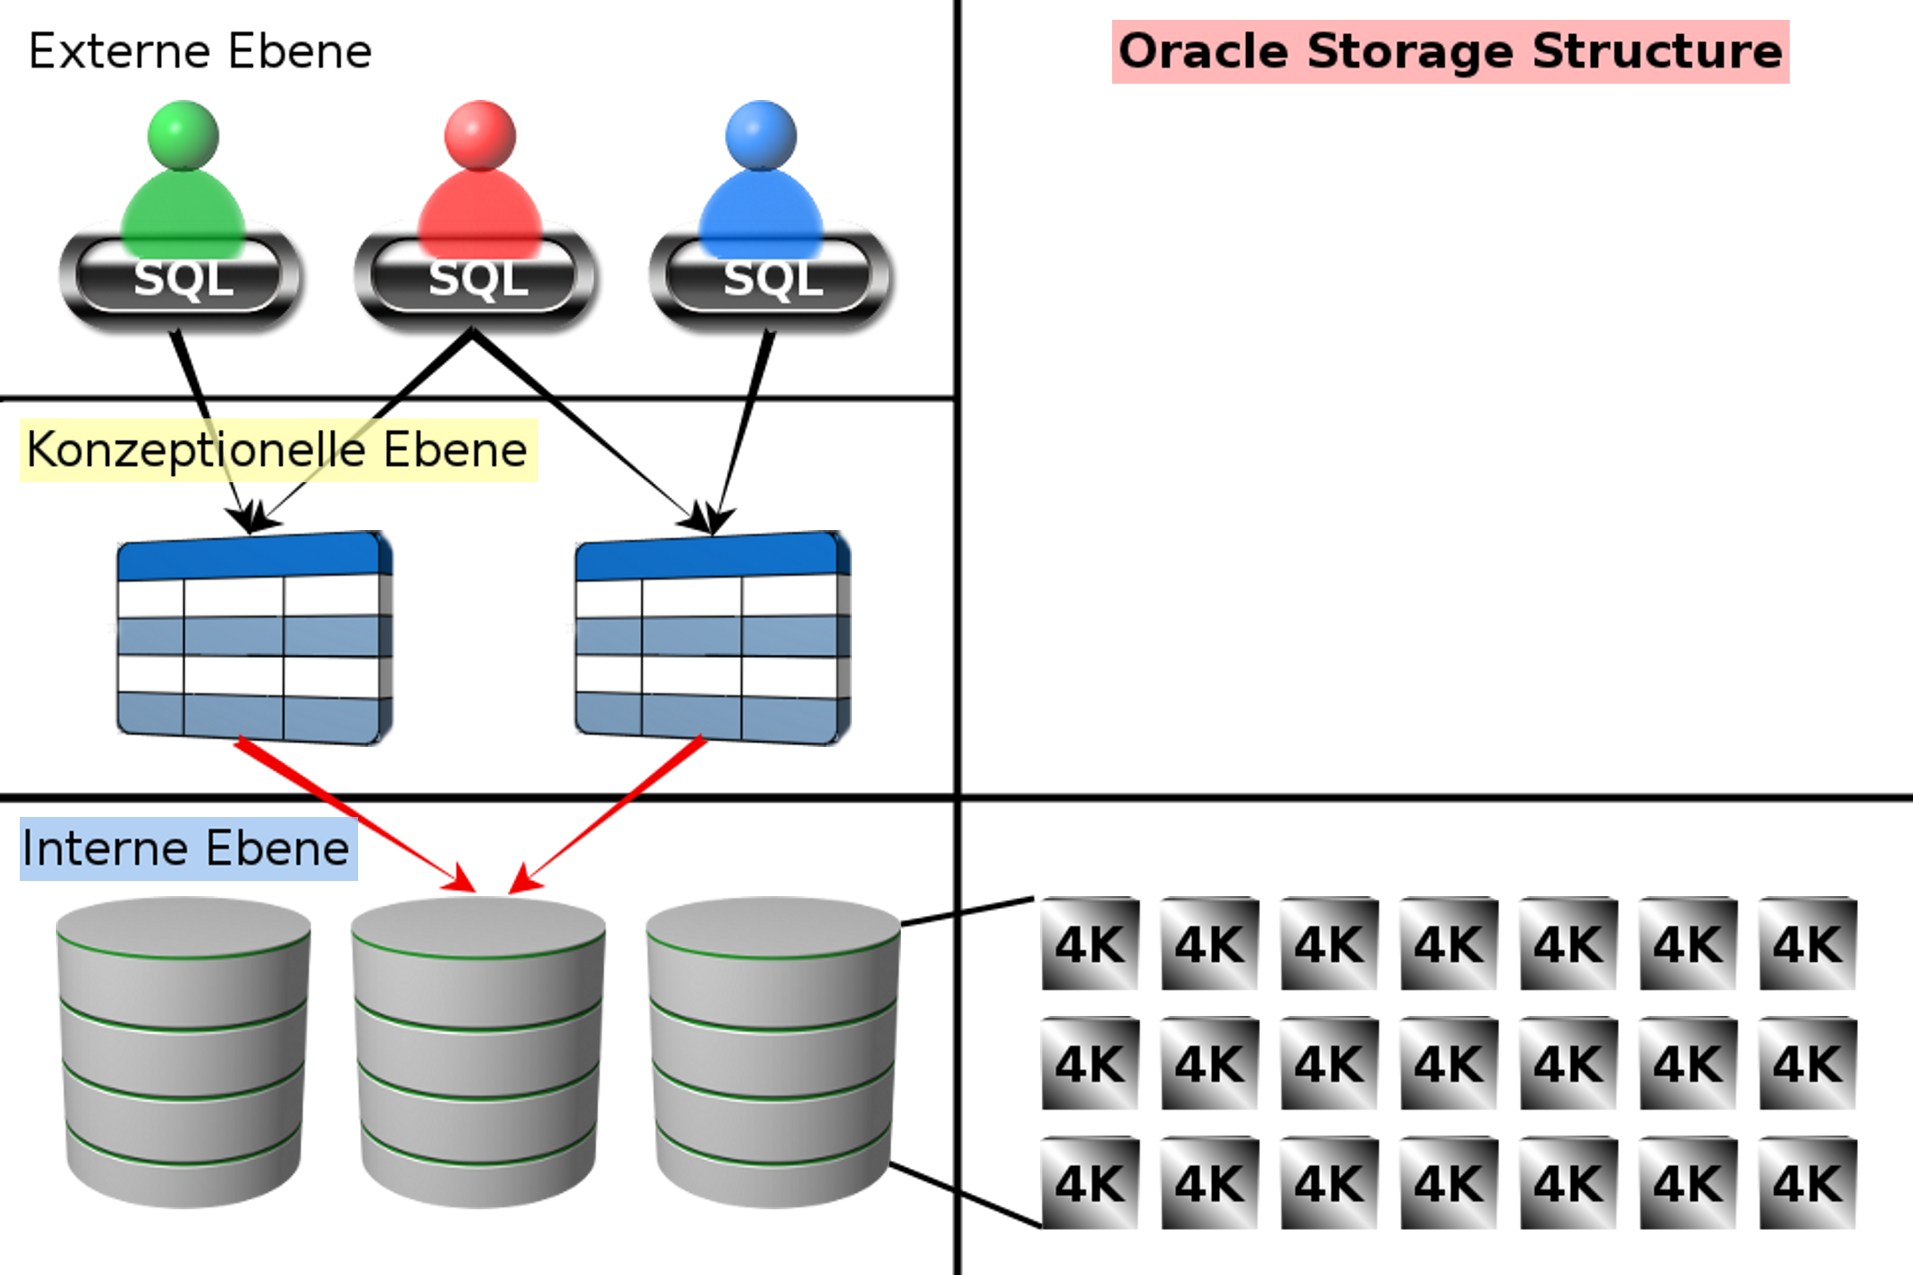 Externe Ebene
Oracle Storage Structure
SQL SQL SQL
Konzeptionelle Ebene
Interne Ebene
4K 4K 4K 4K 4K 4K 4K
4K 4K 4K 4K 4K 4K 4K
4K 4K 4K 4K 4K 4K 4K